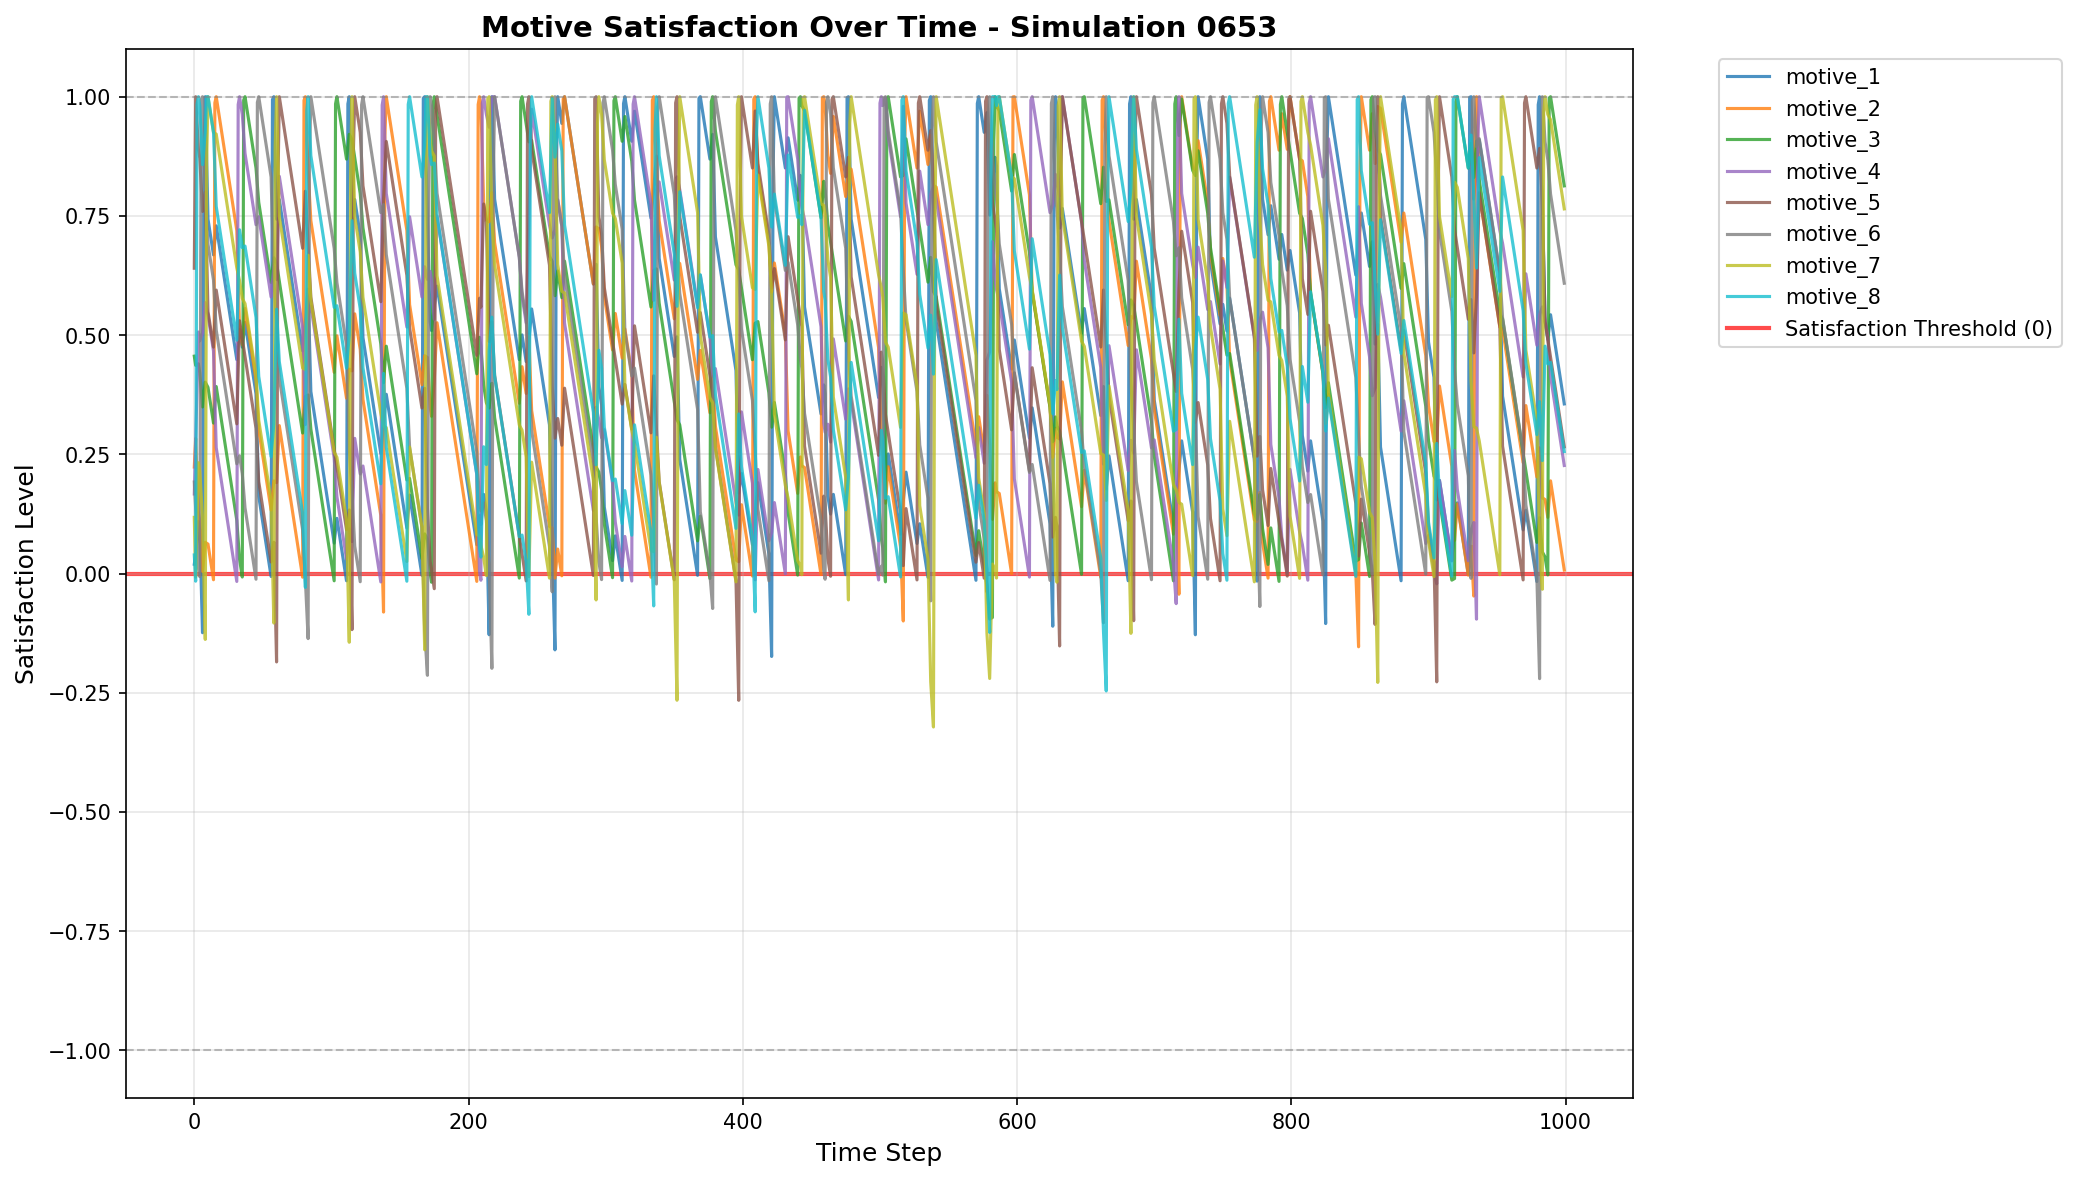 Motive Satisfaction Over Time - Simulation 0653
Satisfaction Level
1.00
0.75
0.50
0.25
0.00
−0.25
−0.50
−0.75
−1.00
0
200
400
600
800
1000
Time Step
motive_1
motive_2
motive_3
motive_4
motive_5
motive_6
motive_7
motive_8
Satisfaction Threshold (0)